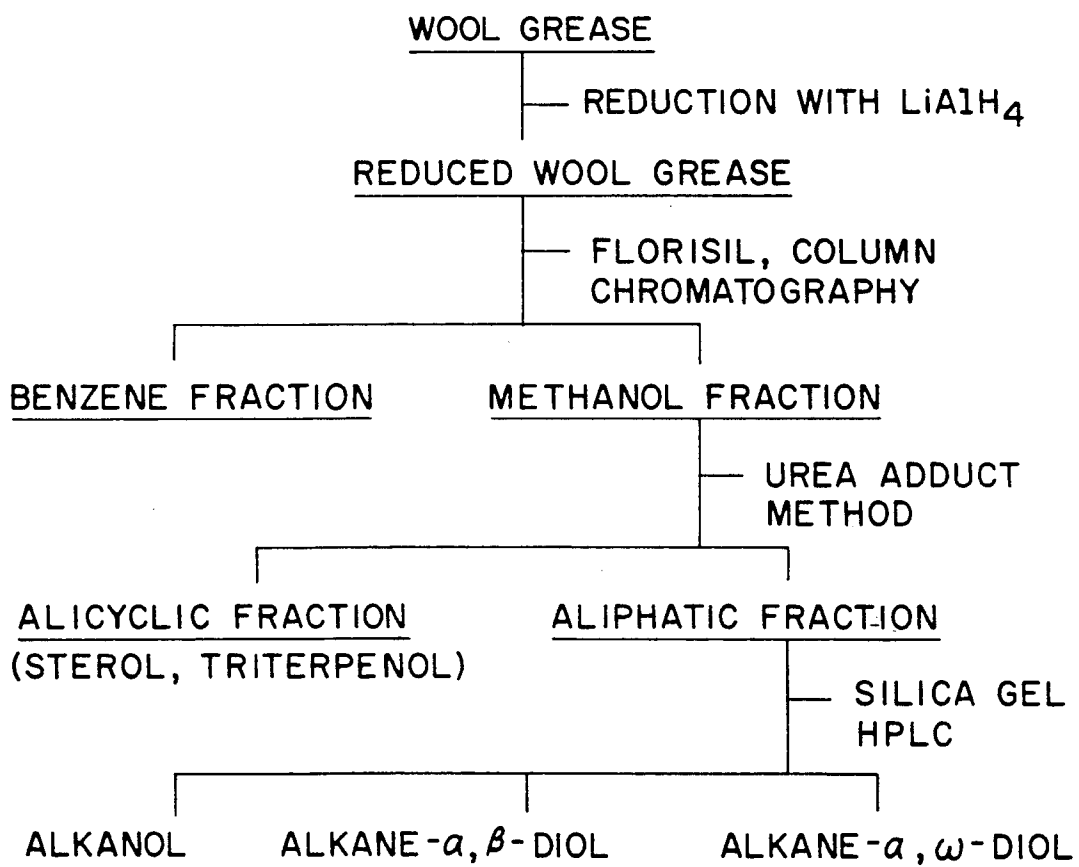 WOOL GREASE
REDUCTION WITH LiAlH4
REDUCED WOOL GREASE
FLORISIL, COLUMN
CHROMATOGRAPHY
BENZENE FRACTION
METHANOL FRACTION
UREA ADDUCT
METHOD
ALICYCLIC FRACTION
(STEROL, TRITERPENOL)
ALIPHATIC FRACTION
SILICA GEL
HPLC
ALKANOL
ALKANE-α,β-DIOL
ALKANE-α,ω-DIOL